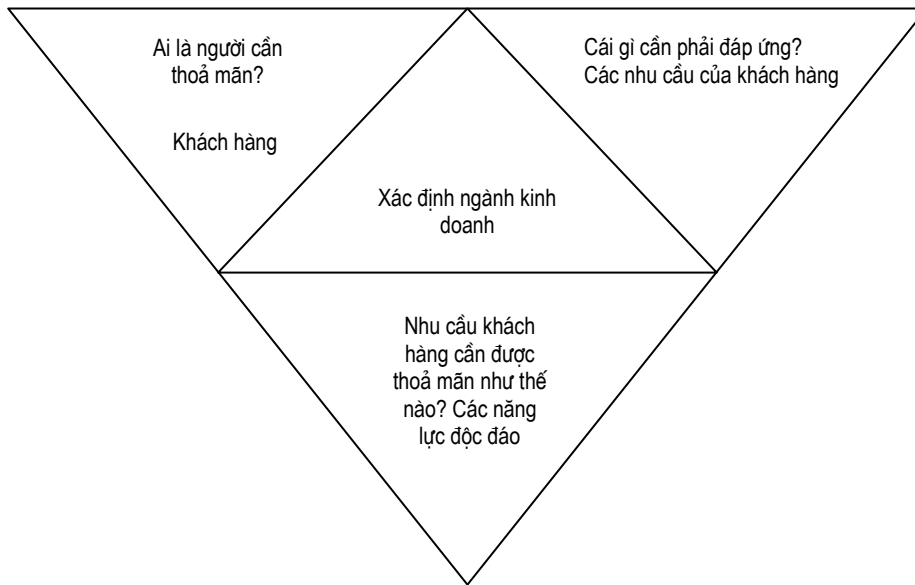 Ai là người cần
thoả mãn?
Khách hàng
Cái gì cần phải đáp ứng?
Các nhu cầu của khách hàng
Xác định ngành kinh
doanh
Nhu cầu khách
hàng cần được
thoả mãn như thế
nào? Các năng
lực độc đáo